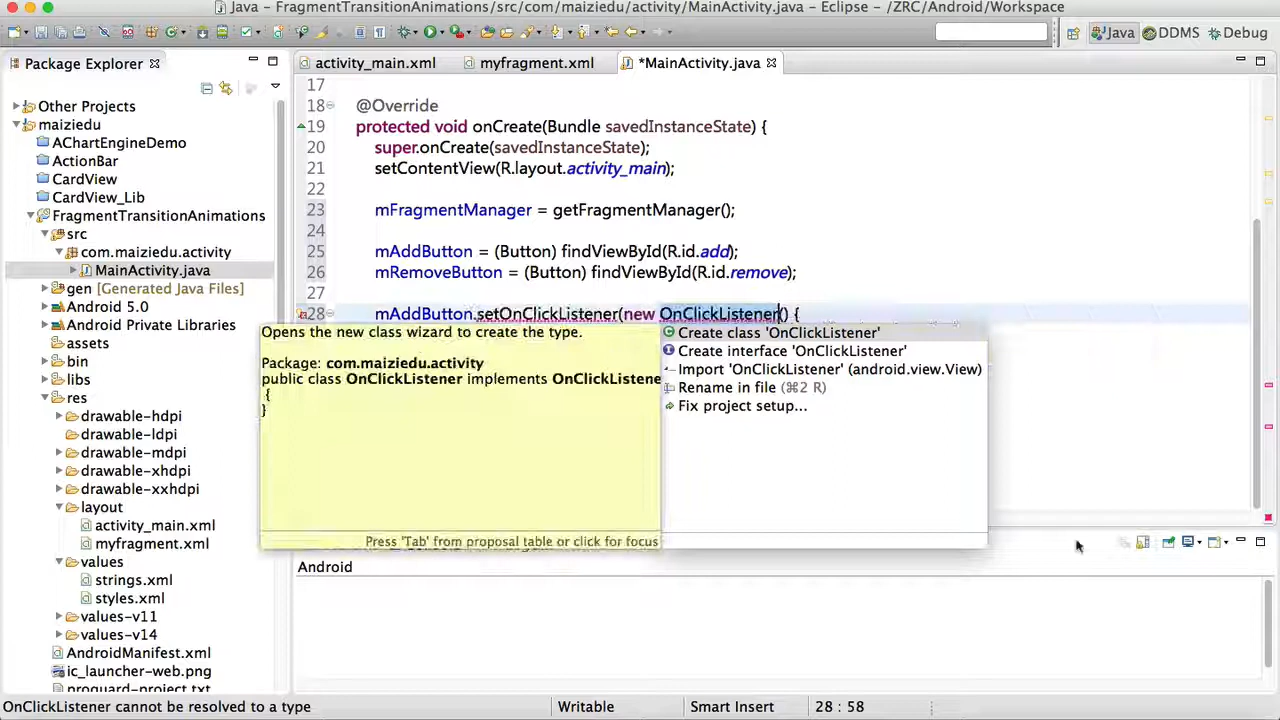 Java - FragmentTransitionAnimations/src/com/maiziedu/activity/MainActivity.java - Eclipse - /ZRC/Android/Workspace
Java
DDMS
Debug
Package Explorer
activity_main.xml
myfragment.xml
*MainActivity.java
Other Projects
maiziedu
AChartEngineDemo
ActionBar
CardView
CardView_Lib
FragmentTransitionAnimations
src
com.maiziedu.activity
MainActivity.java
gen [Generated Java Files]
Android 5.0
Android Private Libraries
assets
bin
libs
res
drawable-hdpi
drawable-ldpi
drawable-mdpi
drawable-xhdpi
drawable-xxhdpi
layout
activity_main.xml
myfragment.xml
values
strings.xml
styles.xml
values-v11
values-v14
AndroidManifest.xml
ic_launcher-web.png
proguard-project.txt
17
18 @Override
19 protected void onCreate(Bundle savedInstanceState) {
20 super.onCreate(savedInstanceState);
21 setContentView(R.layout.activity_main);
22
23 mFragmentManager = getFragmentManager();
24
25 mAddButton = (Button) findViewById(R.id.add);
26 mRemoveButton = (Button) findViewById(R.id.remove);
27
28 mAddButton.setOnClickListener(new OnClickListener() {
Opens the new class wizard to create the type.
Package: com.maiziedu.activity
public class OnClickListener implements OnClickListene
{
}
Press 'Tab' from proposal table or click for focus
Create class 'OnClickListener'
Create interface 'OnClickListener'
Import 'OnClickListener' (android.view.View)
Rename in file (⌘2 R)
Fix project setup...
Android
OnClickListener cannot be resolved to a type
Writable
Smart Insert
28 : 58